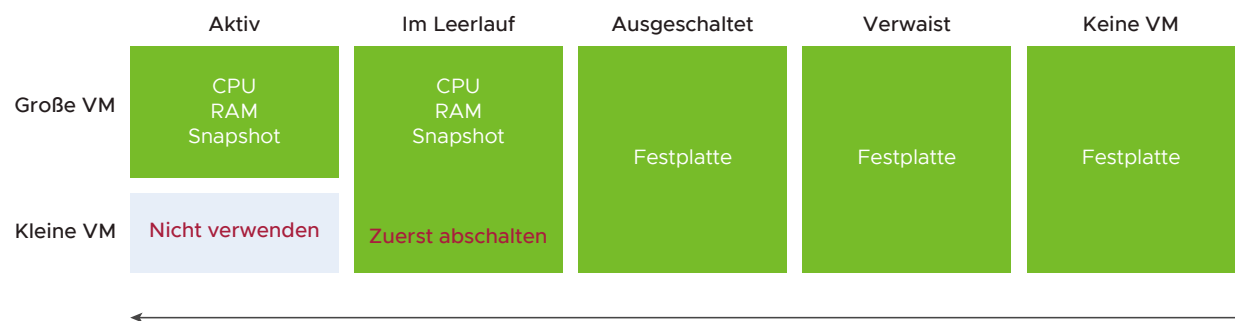 Aktiv Im Leerlauf Ausgeschaltet Verwaist Keine VM
Große VM
CPU
RAM
Snapshot
CPU
RAM
Snapshot
Festplatte
Festplatte
Festplatte
Kleine VM
Nicht verwenden
Zuerst abschalten